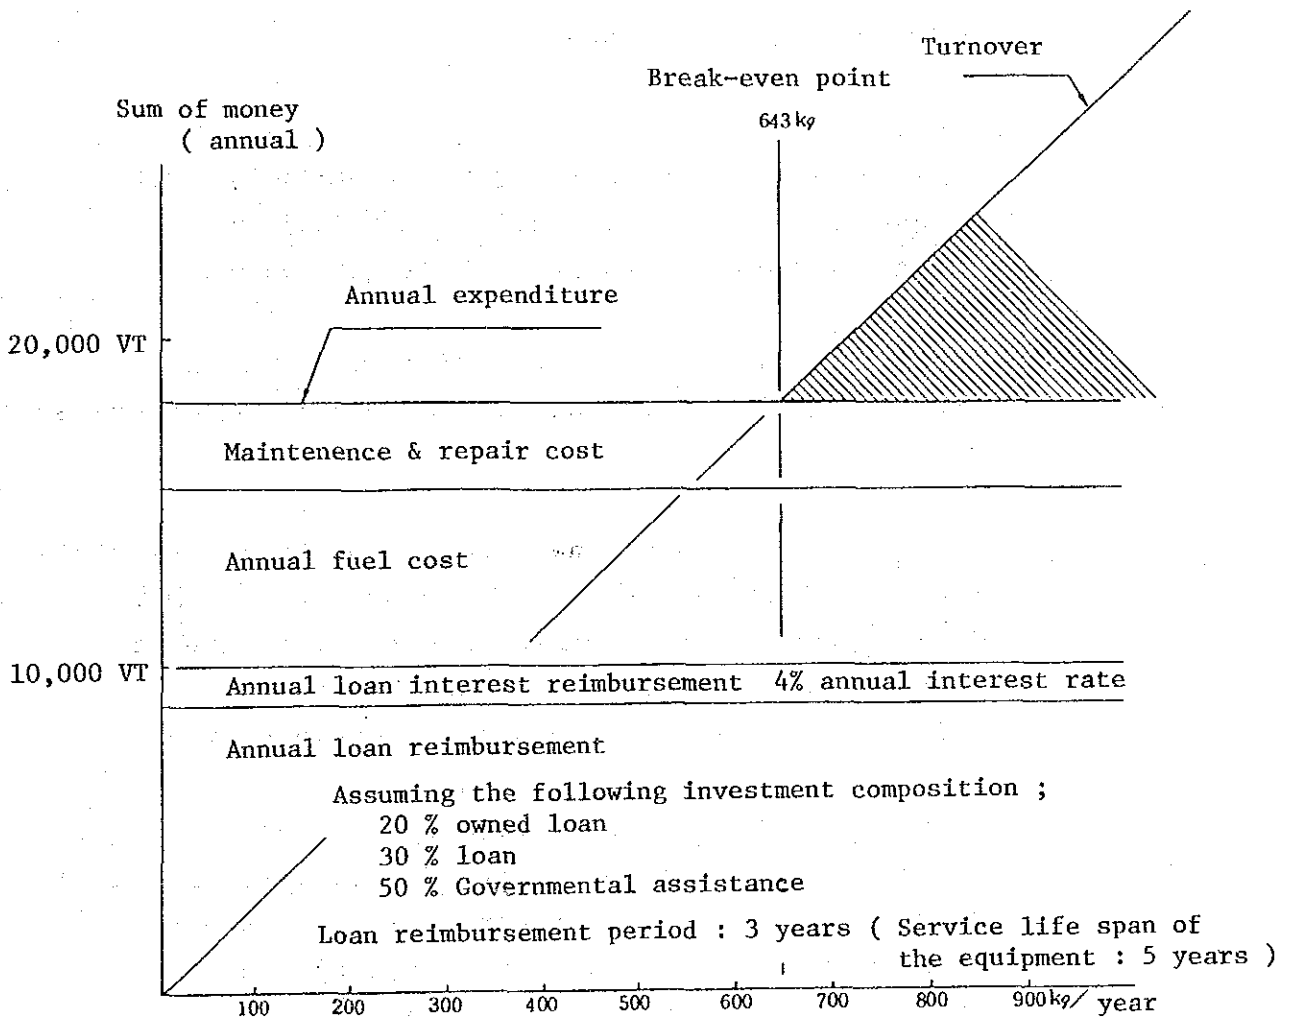 Turnover
Break-even point
643 kg
Sum of money
( annual )
Annual expenditure
20,000 VT
Maintenence & repair cost
Annual fuel cost
10,000 VT
Annual loan interest reimbursement 4% annual interest rate
Annual loan reimbursement
Assuming the following investment composition ;
20 % owned loan
30 % loan
50 % Governmental assistance
Loan reimbursement period : 3 years ( Service life span of
the equipment : 5 years )
100 200 300 400 500 600 700 800 900kg/ year